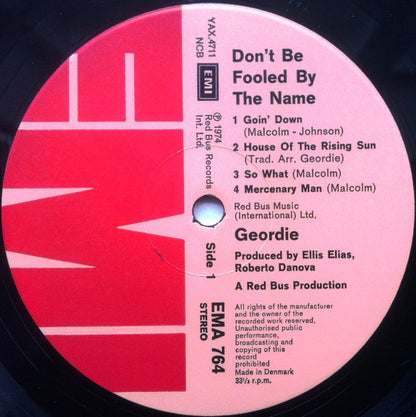 YAX.4711
NCB
EMI
℗ 1974
Red Bus Records
Int. Ltd.
Side 1
EMA 764
STEREO
EMI
Don't Be
Fooled By
The Name
1 Goin' Down
(Malcolm - Johnson)
2 House Of The Rising Sun
(Trad. Arr. Geordie)
3 So What (Malcolm)
4 Mercenary Man (Malcolm)
Red Bus Music
(International) Ltd.
Geordie
Produced by Ellis Elias,
Roberto Danova
A Red Bus Production
All rights of the manufacturer
and the owner of the
recorded work reserved.
Unauthorised public
performance,
broadcasting and
copying of this
record
prohibited
Made in Denmark
33⅓ r.p.m.